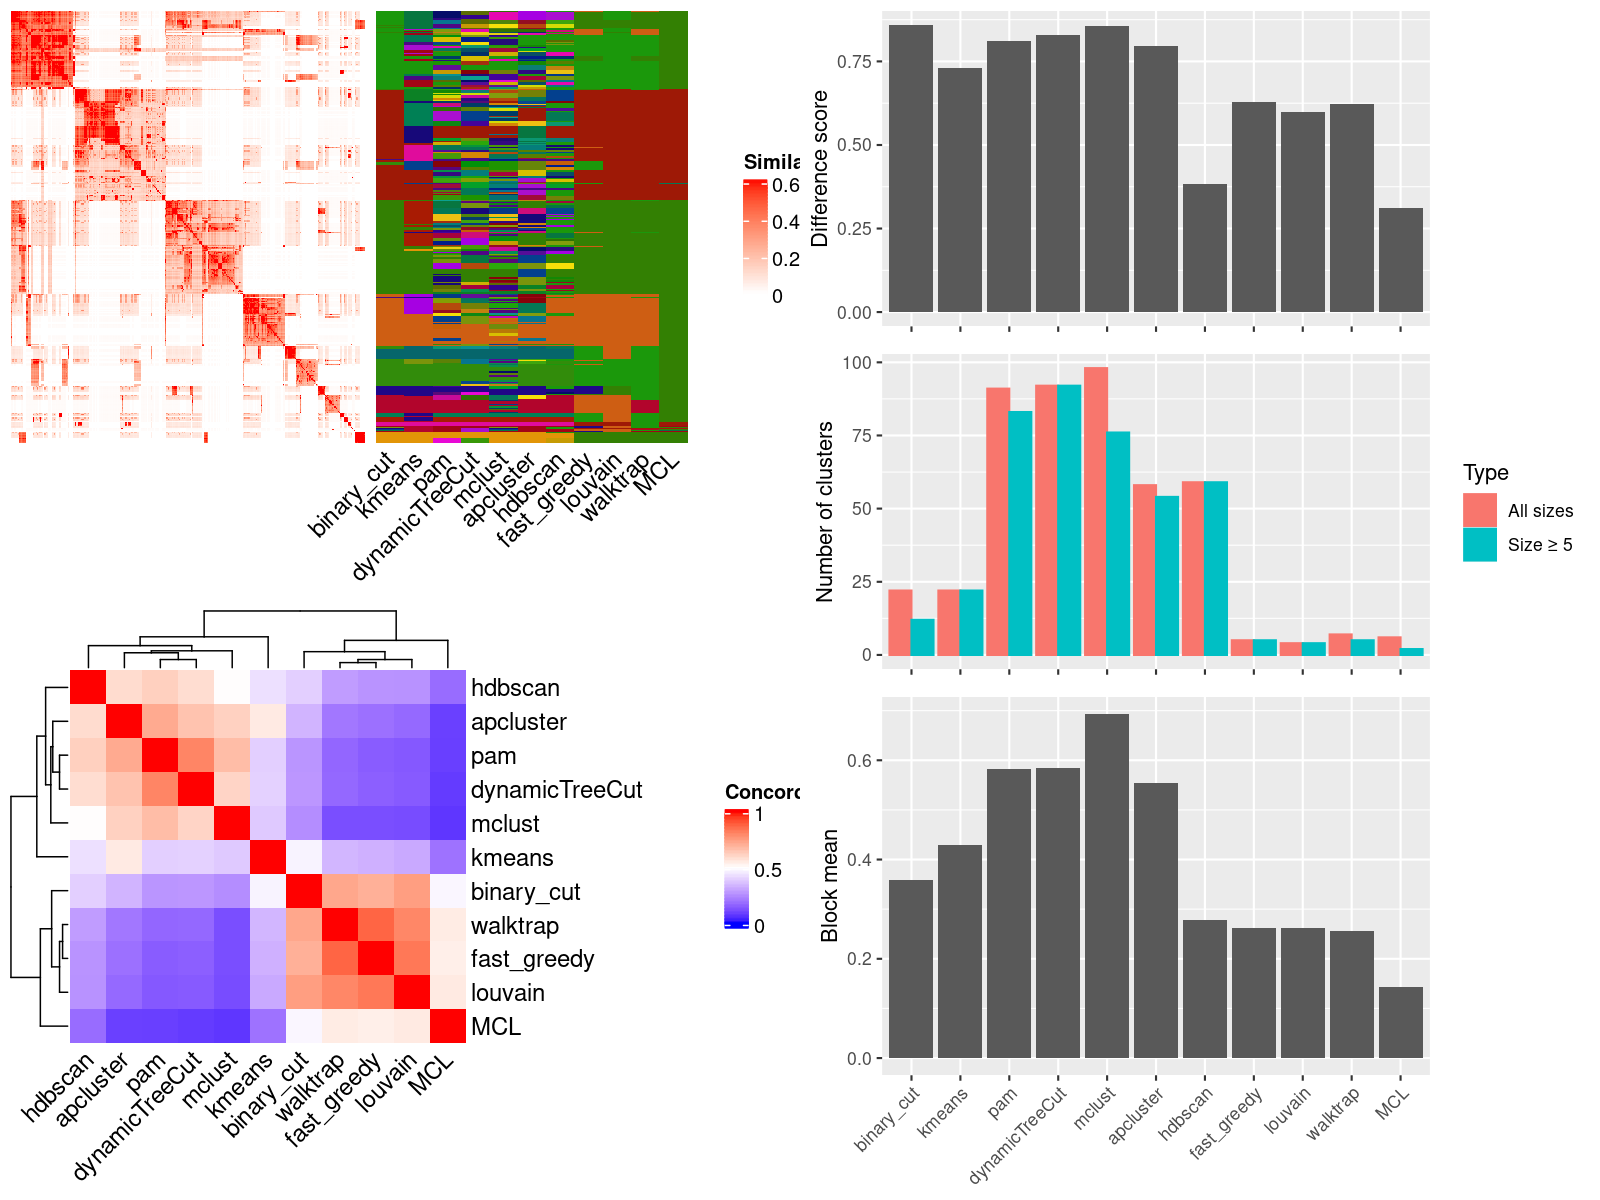 Simila
0.6
0.4
0.2
0
binary_cut
kmeans
pam
dynamicTreeCut
mclust
apcluster
hdbscan
fast_greedy
louvain
walktrap
MCL
Difference score
0.75
0.50
0.25
0.00
Number of clusters
100
75
50
25
0
Type
All sizes
Size ≥ 5
hdbscan
apcluster
pam
dynamicTreeCut
mclust
kmeans
binary_cut
walktrap
fast_greedy
louvain
MCL
hdbscan
apcluster
pam
dynamicTreeCut
mclust
kmeans
binary_cut
walktrap
fast_greedy
louvain
MCL
Concord
1
0.5
0
Block mean
0.6
0.4
0.2
0.0
binary_cut
kmeans
pam
dynamicTreeCut
mclust
apcluster
hdbscan
fast_greedy
louvain
walktrap
MCL